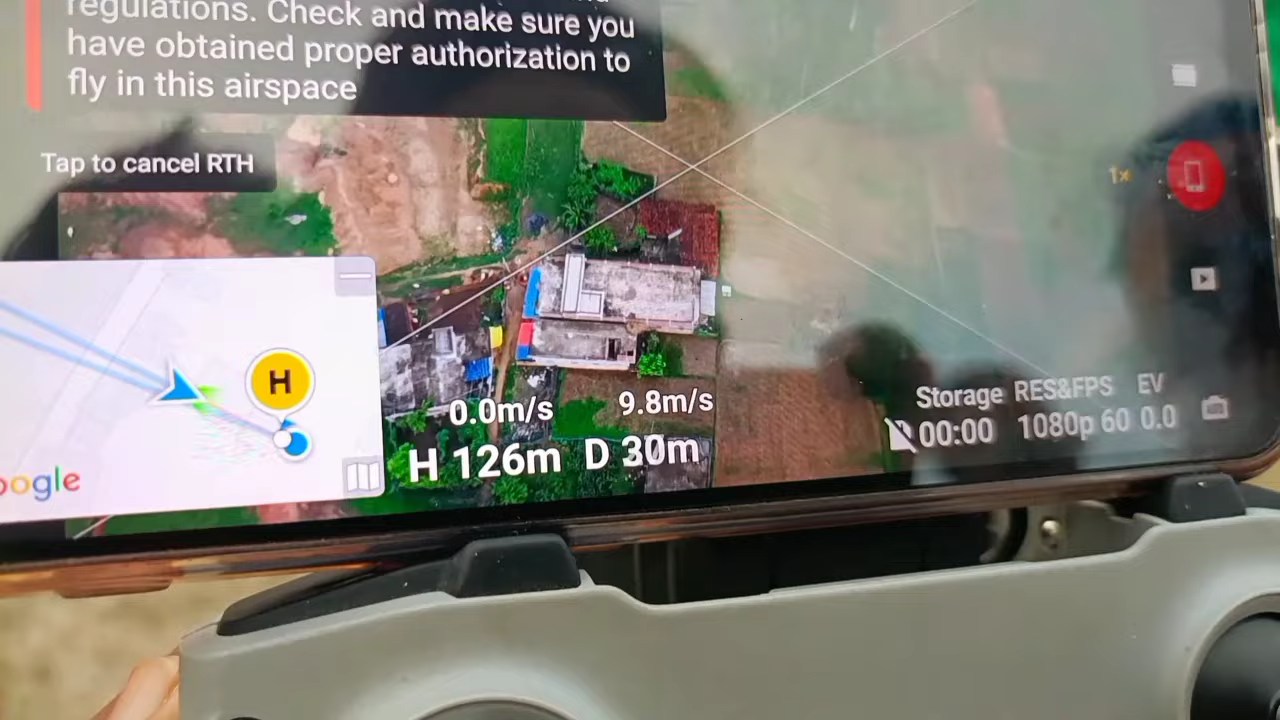 regulations. Check and make sure you
have obtained proper authorization to
fly in this airspace
Tap to cancel RTH
1x
H
oogle
0.0m/s 9.8m/s
H 126m D 30m
Storage RES&FPS EV
00:00 1080p 60 0.0